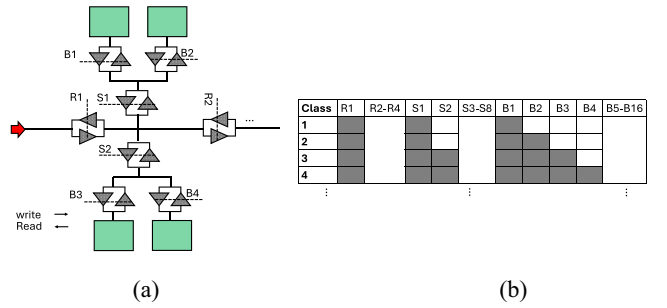 B1
B2
S1
R1
R2
...
S2
B3
B4
write
Read
(a)
Class R1 R2-R4 S1 S2 S3-S8 B1 B2 B3 B4 B5-B16
1
2
3
4
... ... ...
(b)